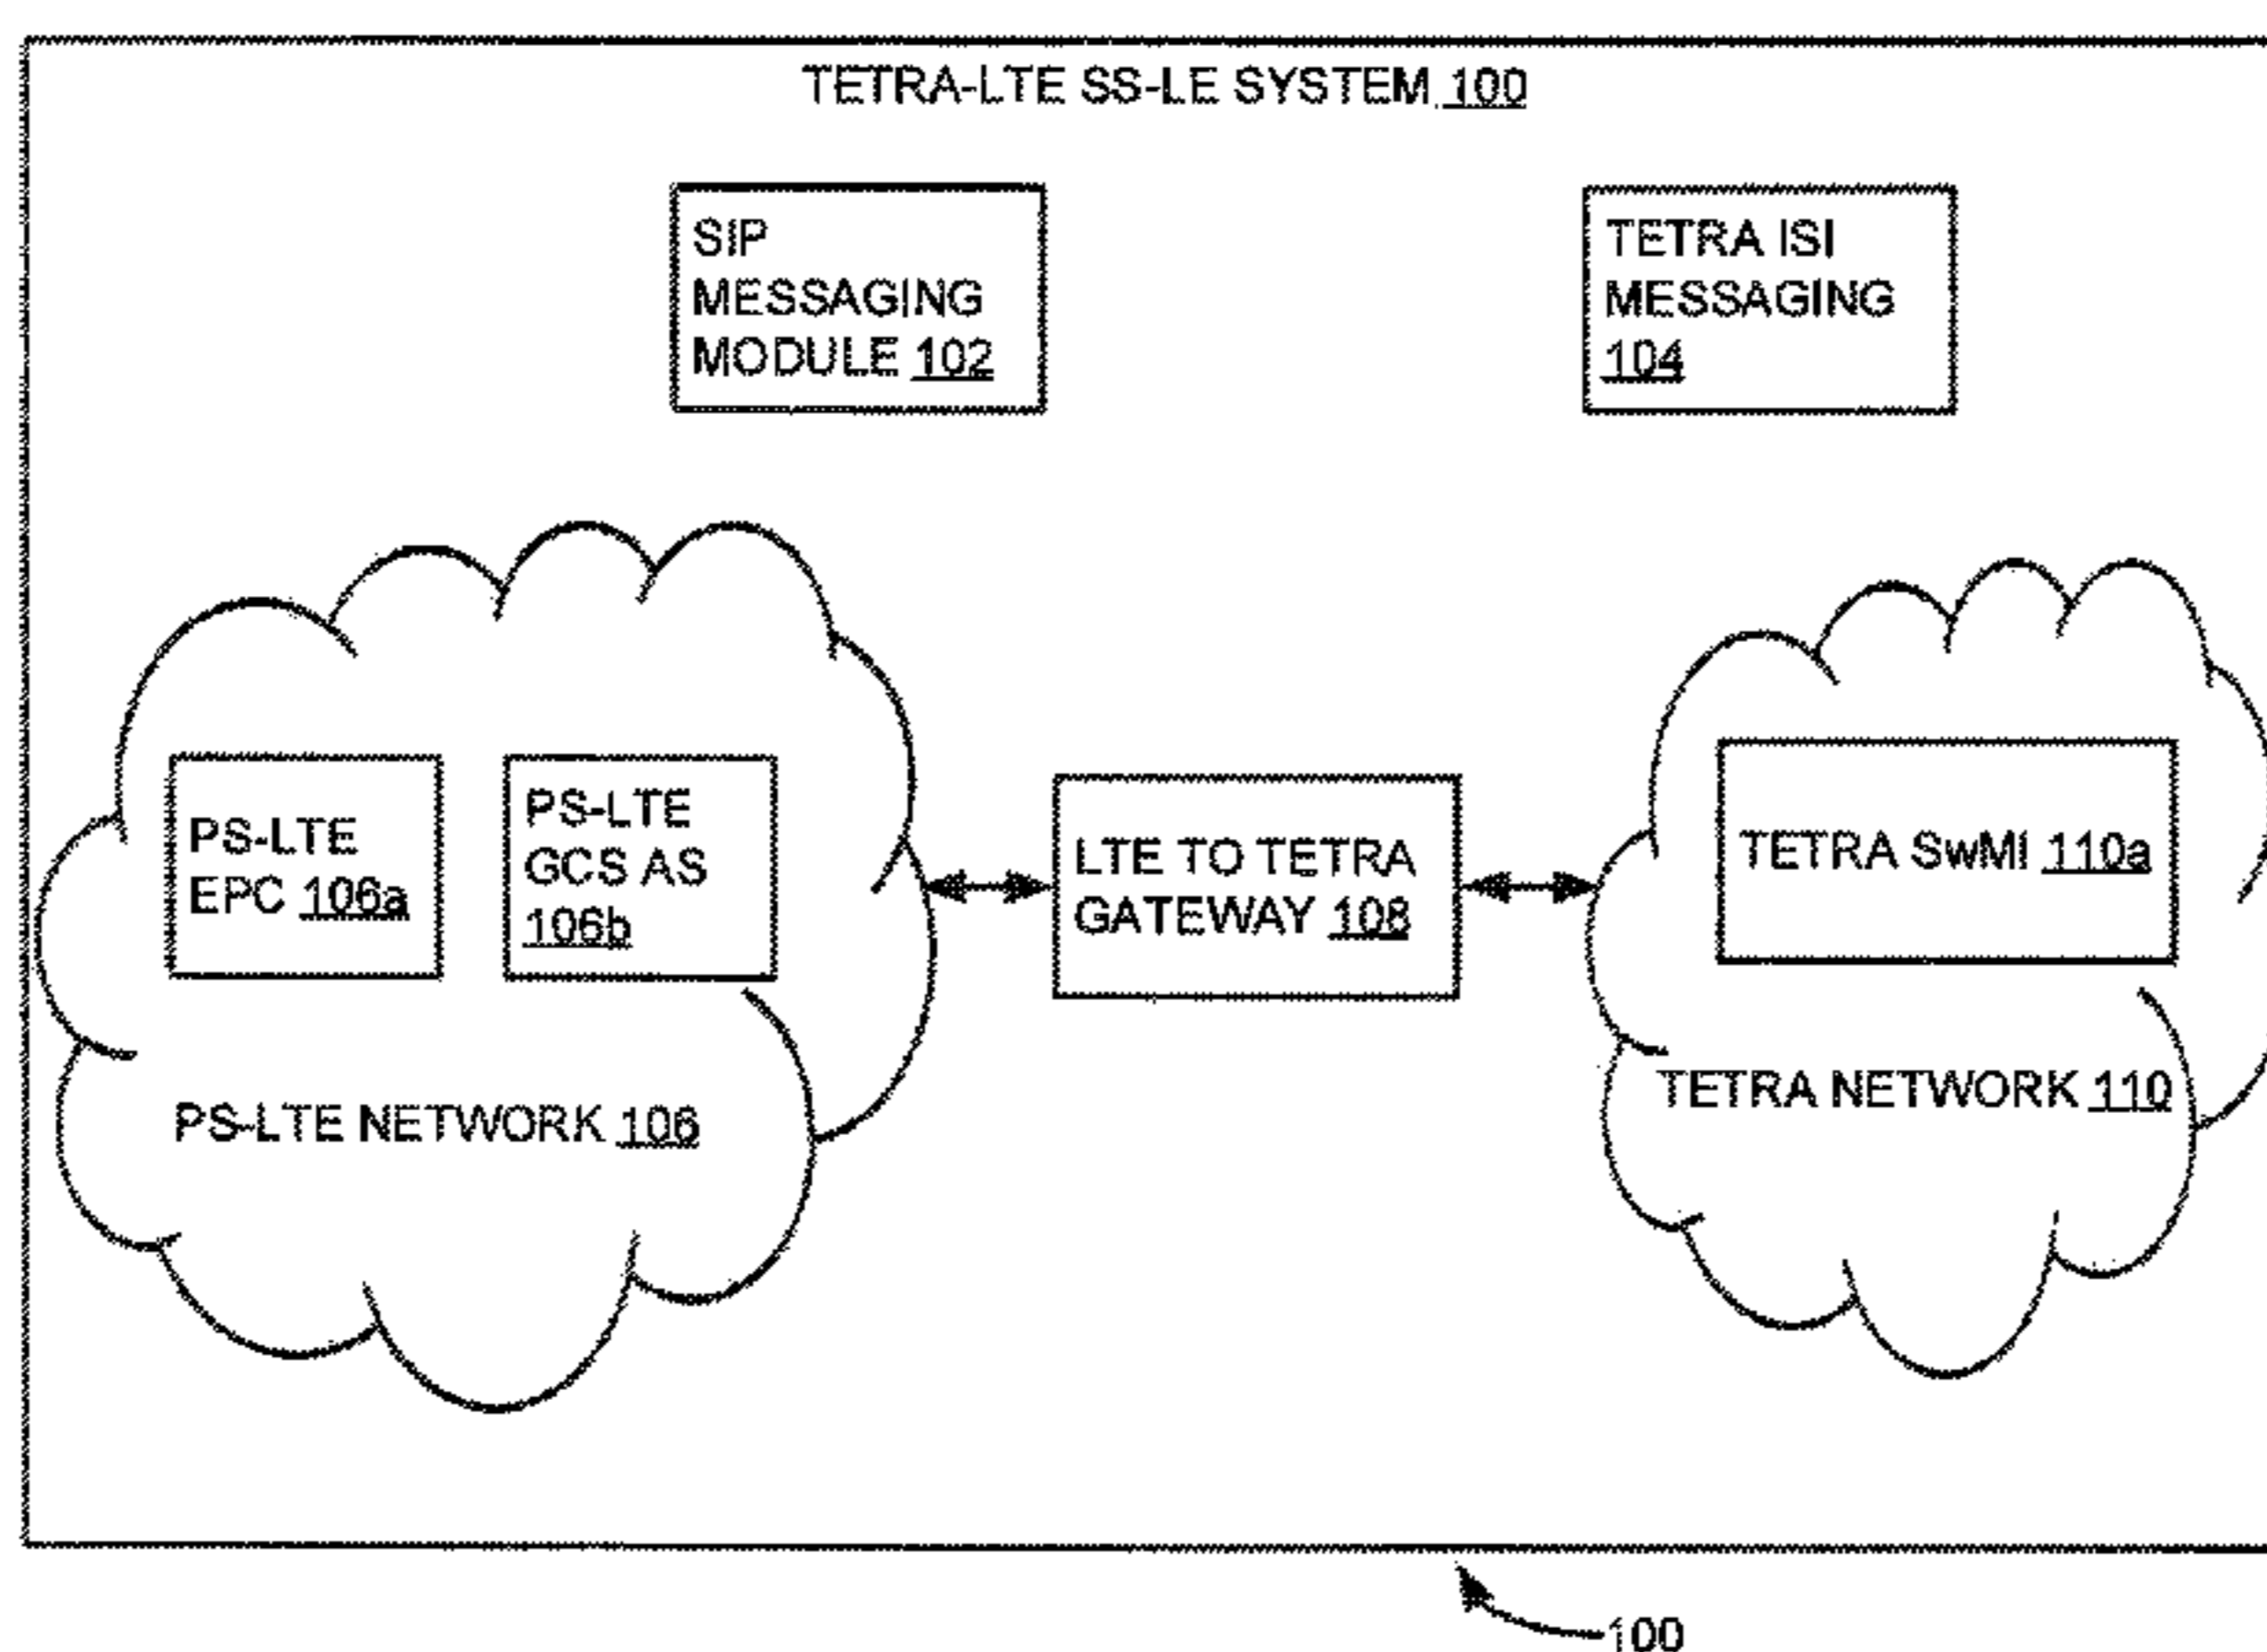 TETRA-LTE SS-LE SYSTEM 100
SIP
MESSAGING
MODULE 102
TETRA ISI
MESSAGING
104
PS-LTE
EPC 106a
PS-LTE
GCS AS
106b
LTE TO TETRA
GATEWAY 108
TETRA SwMI 110a
PS-LTE NETWORK 106
TETRA NETWORK 110
100